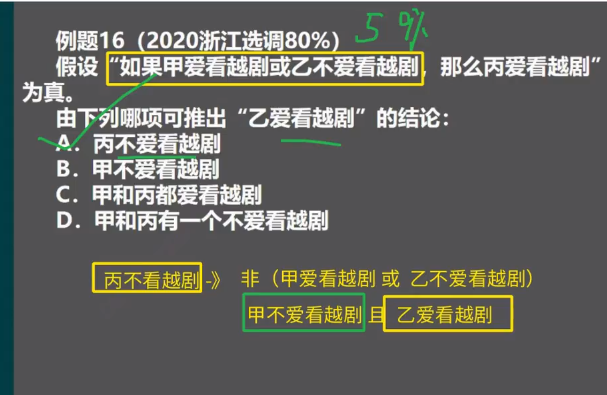 例题16（2020浙江选调80%） 59%
假设“如果甲爱看越剧或乙不爱看越剧，那么丙爱看越剧”
为真。
由下列哪项可推出“乙爱看越剧”的结论：
A．丙不爱看越剧
B．甲不爱看越剧
C．甲和丙都爱看越剧
D．甲和丙有一个不爱看越剧
丙不看越剧-》 非（甲爱看越剧 或 乙不爱看越剧）
甲不爱看越剧 且 乙爱看越剧